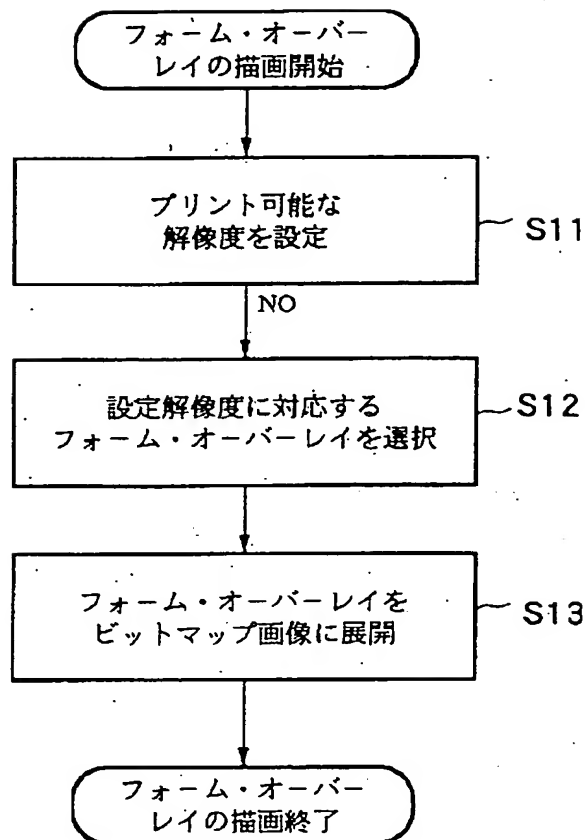 フォーム・オーバー
レイの描画開始
プリント可能な
解像度を設定
S11
NO
設定解像度に対応する
フォーム・オーバーレイを選択
S12
フォーム・オーバーレイを
ビットマップ画像に展開
S13
フォーム・オーバー
レイの描画終了